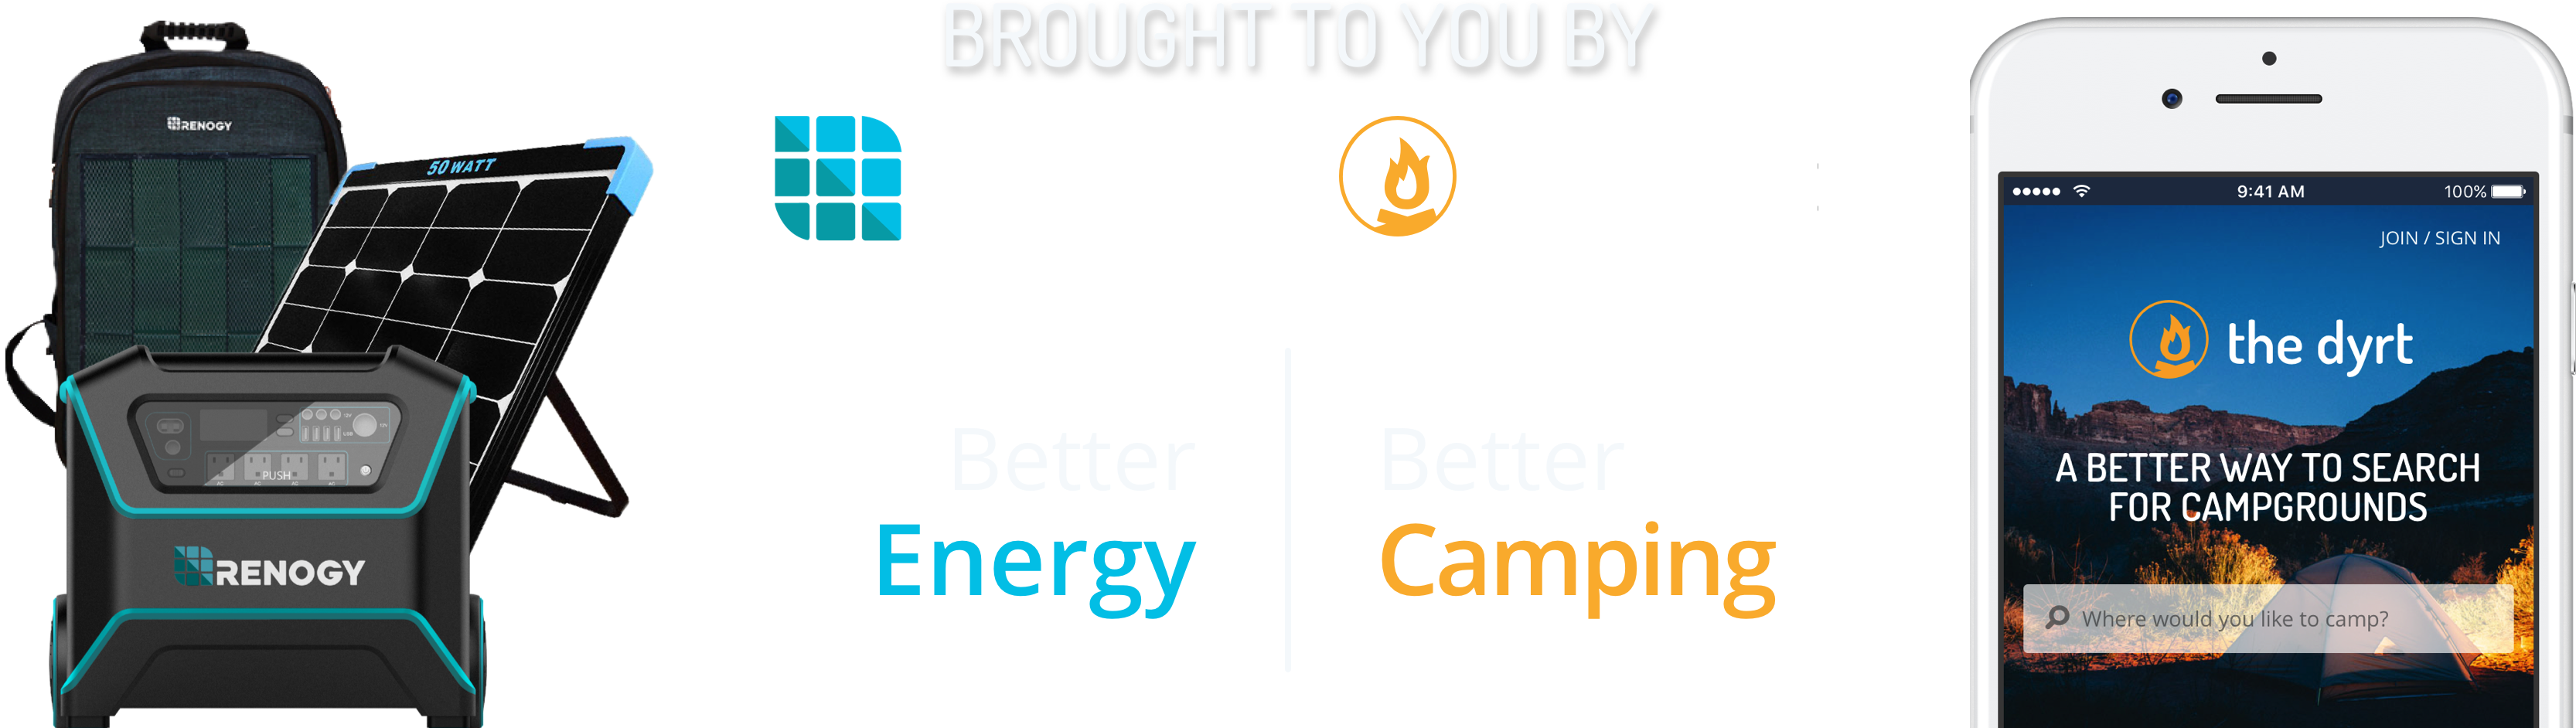 BROUGHT TO YOU BY
RENOGY
50 WATT
PUSH
RENOGY
Better
Energy
Better
Camping
9:41 AM
100%
JOIN / SIGN IN
the dyrt
A BETTER WAY TO SEARCH
FOR CAMPGROUNDS
Where would you like to camp?